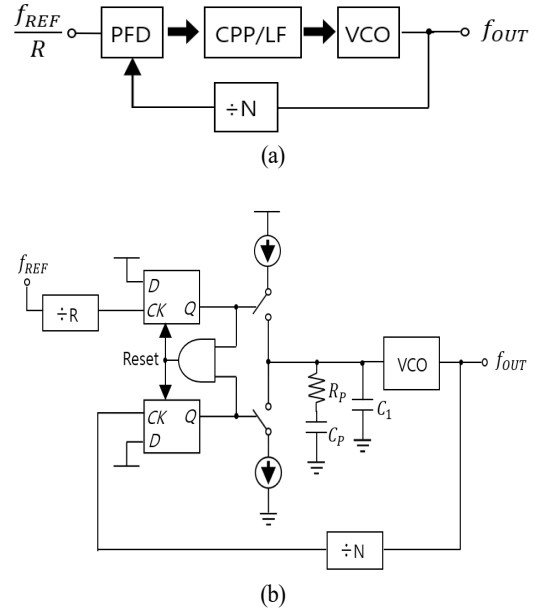 f_REF/R PFD CPP/LF VCO f_OUT
÷N
(a)
f_REF
÷R
D
CK Q
Reset
CK Q
D
R_P
C_P
C_1
VCO
f_OUT
÷N
(b)